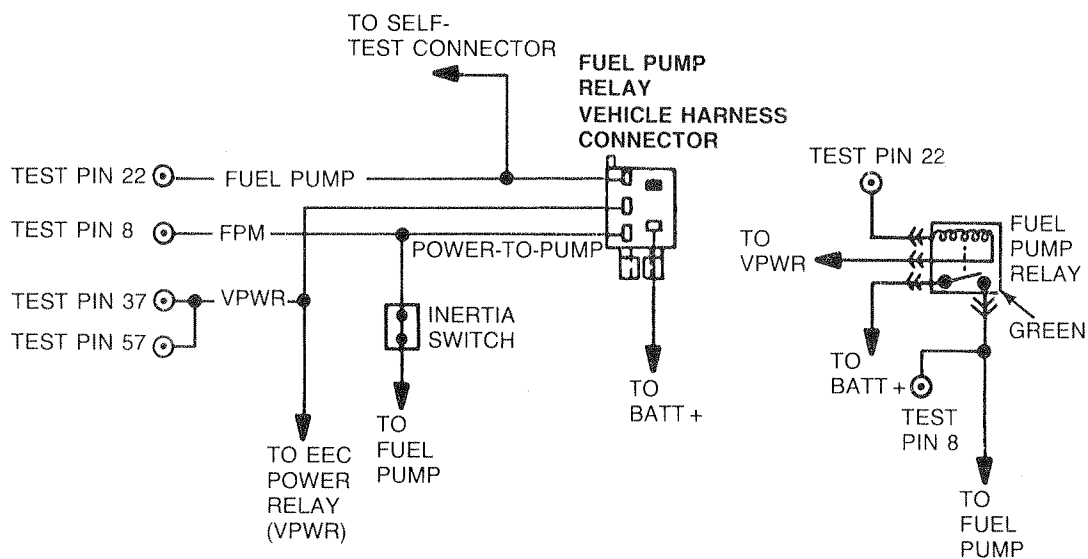 TO SELF-
TEST CONNECTOR
FUEL PUMP
RELAY
VEHICLE HARNESS
CONNECTOR
TEST PIN 22
FUEL PUMP
TEST PIN 8
FPM
POWER-TO-PUMP
TEST PIN 37
VPWR
TEST PIN 57
INERTIA
SWITCH
TO EEC
POWER
RELAY
(VPWR)
TO
FUEL
PUMP
TO
BATT +
TEST PIN 22
TO
VPWR
FUEL
PUMP
RELAY
GREEN
TO
BATT +
TEST
PIN 8
TO
FUEL
PUMP